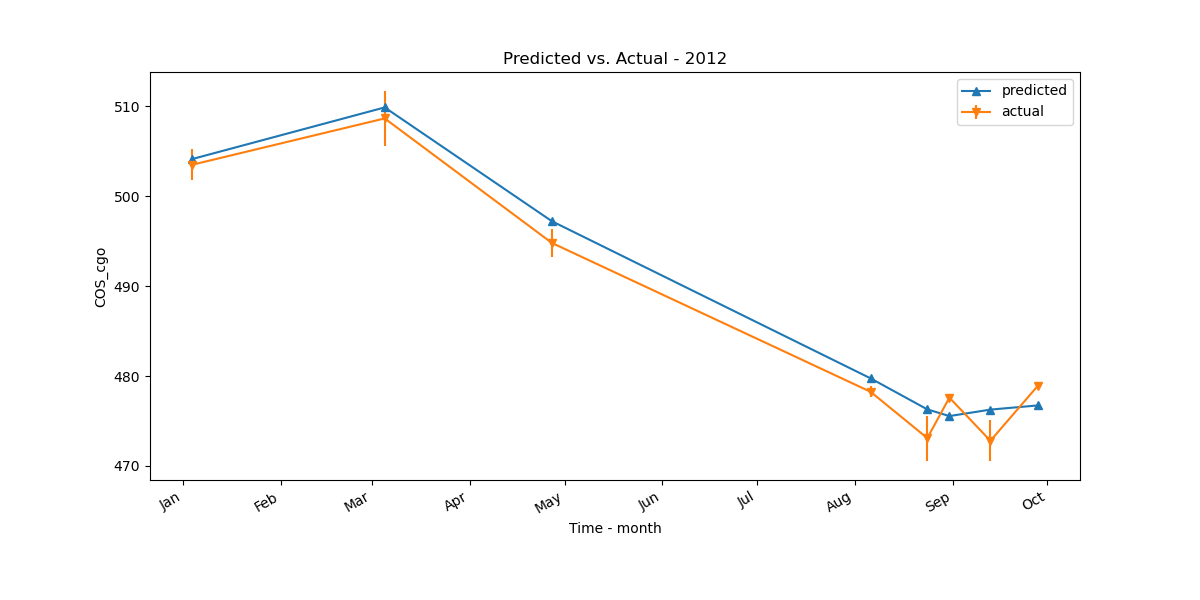 Predicted vs. Actual - 2012
predicted
actual
COS_cgo
510
500
490
480
470
Jan
Feb
Mar
Apr
May
Jun
Jul
Aug
Sep
Oct
Time - month